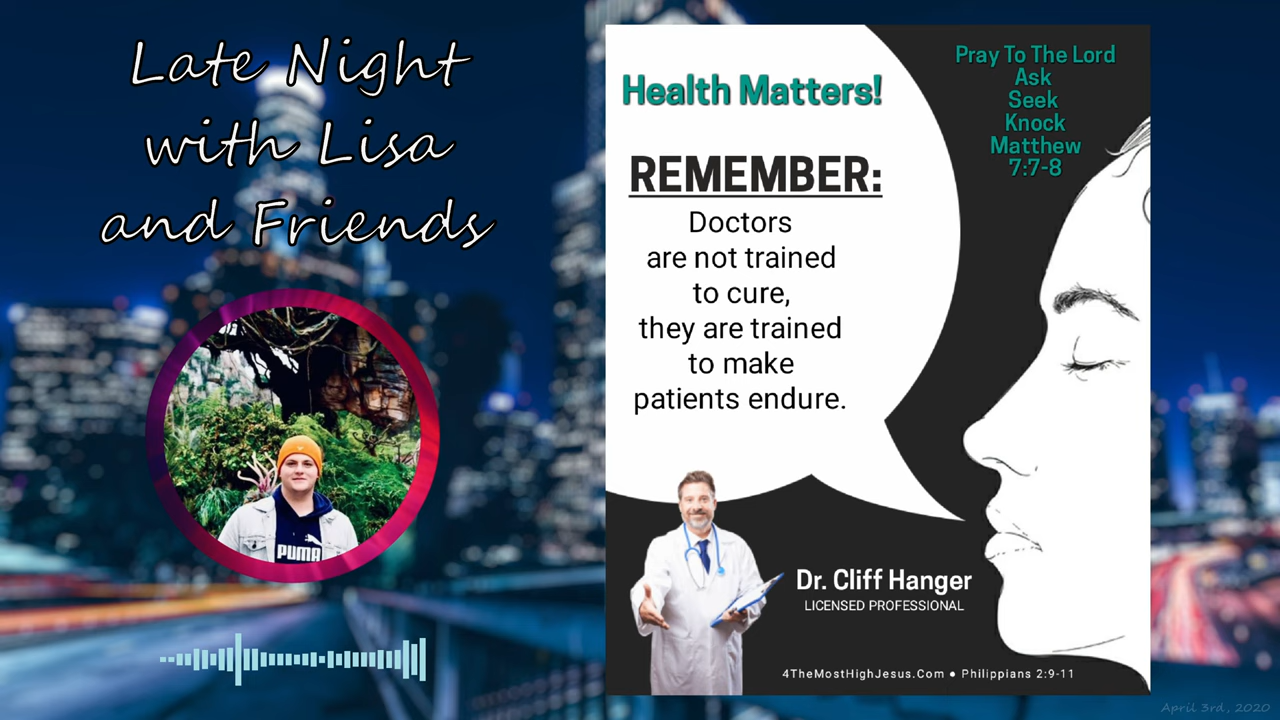 Late Night
with Lisa
and Friends
PUMA
Health Matters!
REMEMBER:
Doctors
are not trained
to cure,
they are trained
to make
patients endure.
Pray To The Lord
Ask
Seek
Knock
Matthew
7:7-8
Dr. Cliff Hanger
LICENSED PROFESSIONAL
4TheMostHighJesus.Com ● Philippians 2:9-11
April 3rd, 2020